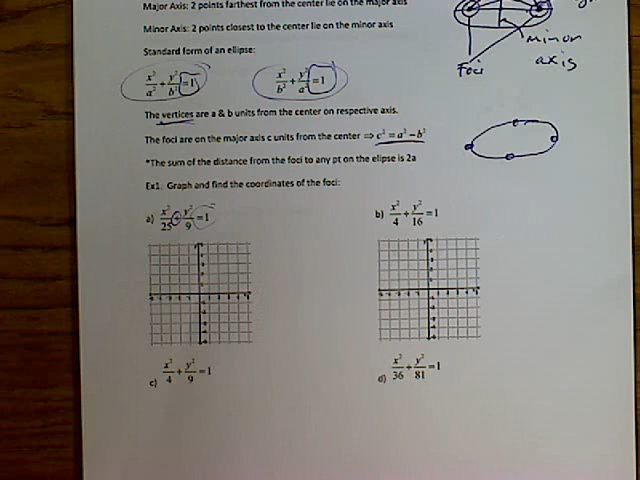 Major Axis: 2 points farthest from the center lie on the major axis
Minor Axis: 2 points closest to the center lie on the minor axis
Minor axis
Foci
Standard form of an ellipse:
x²/a² + y²/b² = 1
x²/b² + y²/a² = 1
The vertices are a & b units from the center on respective axis.
The foci are on the major axis c units from the center ⇒ c² = a² − b²
*The sum of the distance from the foci to any pt on the elipse is 2a
Ex1: Graph and find the coordinates of the foci:
a) x²/25 + y²/9 = 1
b) x²/4 + y²/16 = 1
c) x²/4 + y²/9 = 1
d) x²/36 + y²/81 = 1